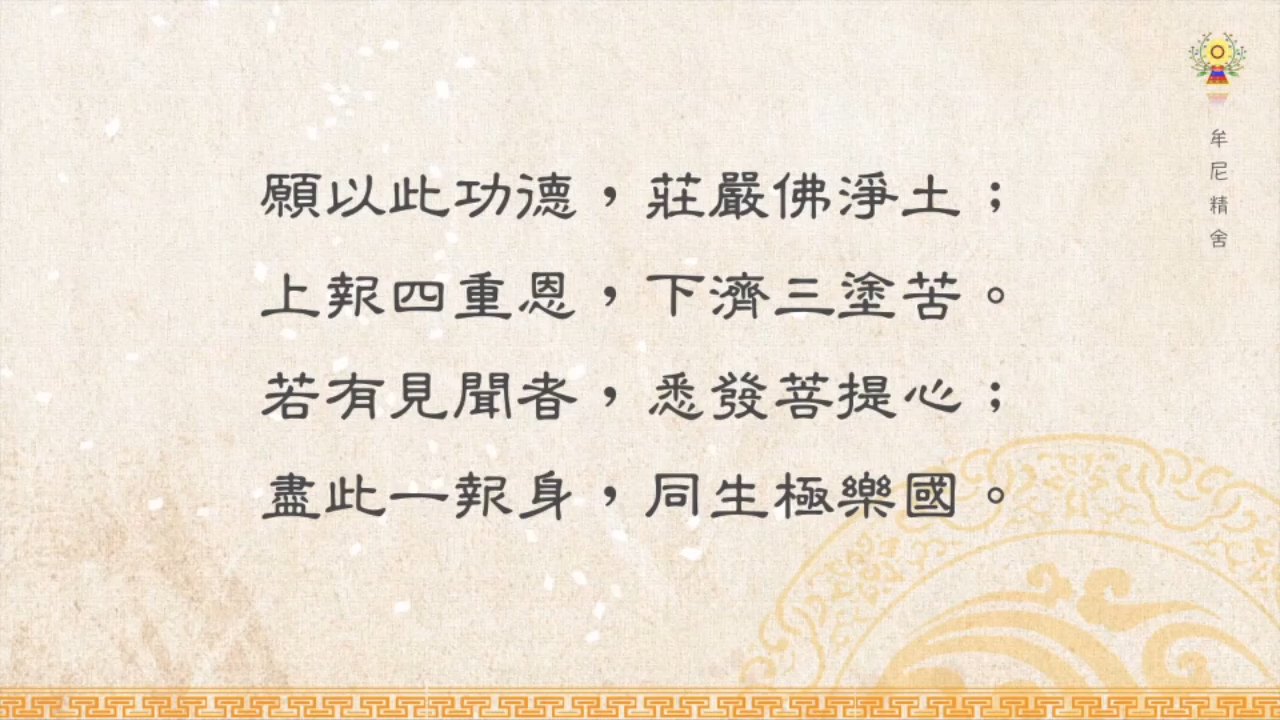 願以此功德，莊嚴佛淨土；
上報四重恩，下濟三塗苦。
若有見聞者，悉發菩提心；
盡此一報身，同生極樂國。
牟尼精舍